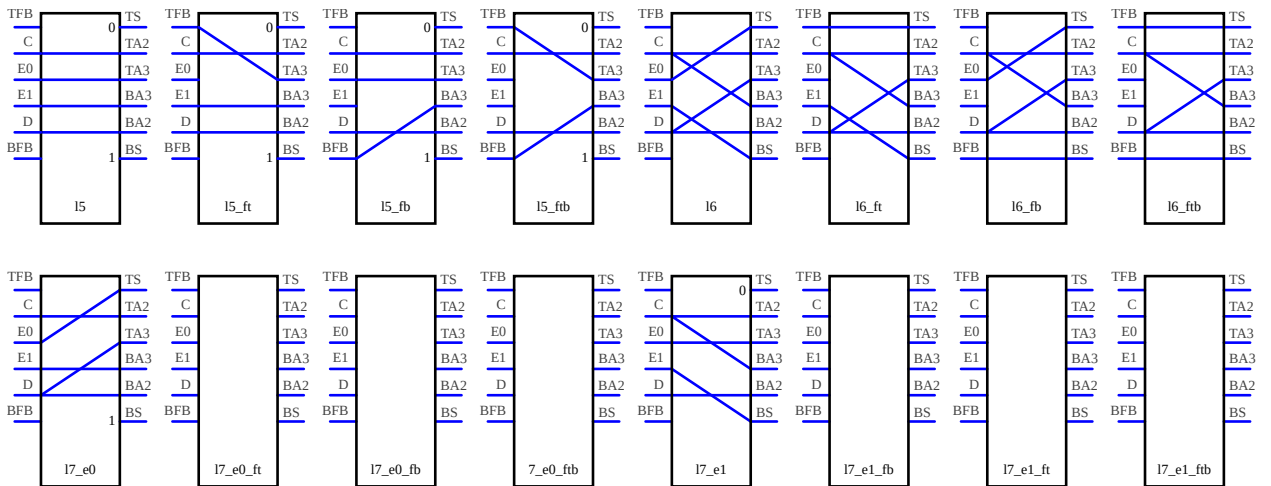 TFB 0 TS TFB 0 TS TFB 0 TS TFB 0 TS TFB TS TFB TS TFB TS TFB TS
C TA2 C TA2 C TA2 C TA2 C TA2 C TA2 C TA2 C TA2
E0 TA3 E0 TA3 E0 TA3 E0 TA3 E0 TA3 E0 TA3 E0 TA3 E0 TA3
E1 BA3 E1 BA3 E1 BA3 E1 BA3 E1 BA3 E1 BA3 E1 BA3 E1 BA3
D BA2 D BA2 D BA2 D BA2 D BA2 D BA2 D BA2 D BA2
BFB 1 BS BFB 1 BS BFB 1 BS BFB 1 BS BFB BS BFB BS BFB BS BFB BS
l5 l5_ft l5_fb l5_ftb l6 l6_ft l6_fb l6_ftb
TFB TS TFB TS TFB TS TFB TS TFB 0 TS TFB TS TFB TS TFB TS
C TA2 C TA2 C TA2 C TA2 C TA2 C TA2 C TA2 C TA2
E0 TA3 E0 TA3 E0 TA3 E0 TA3 E0 TA3 E0 TA3 E0 TA3 E0 TA3
E1 BA3 E1 BA3 E1 BA3 E1 BA3 E1 BA3 E1 BA3 E1 BA3 E1 BA3
D BA2 D BA2 D BA2 D BA2 D BA2 D BA2 D BA2 D BA2
BFB 1 BS BFB BS BFB BS BFB BS BFB BS BFB BS BFB BS BFB BS
l7_e0 l7_e0_ft l7_e0_fb 7_e0_ftb l7_e1 l7_e1_fb l7_e1_ft l7_e1_ftb